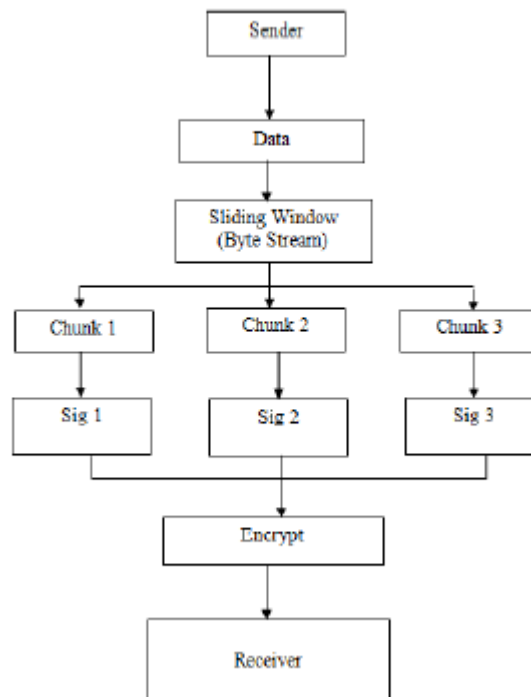 Sender
Data
Sliding Window
(Byte Stream)
Chunk 1
Chunk 2
Chunk 3
Sig 1
Sig 2
Sig 3
Encrypt
Receiver